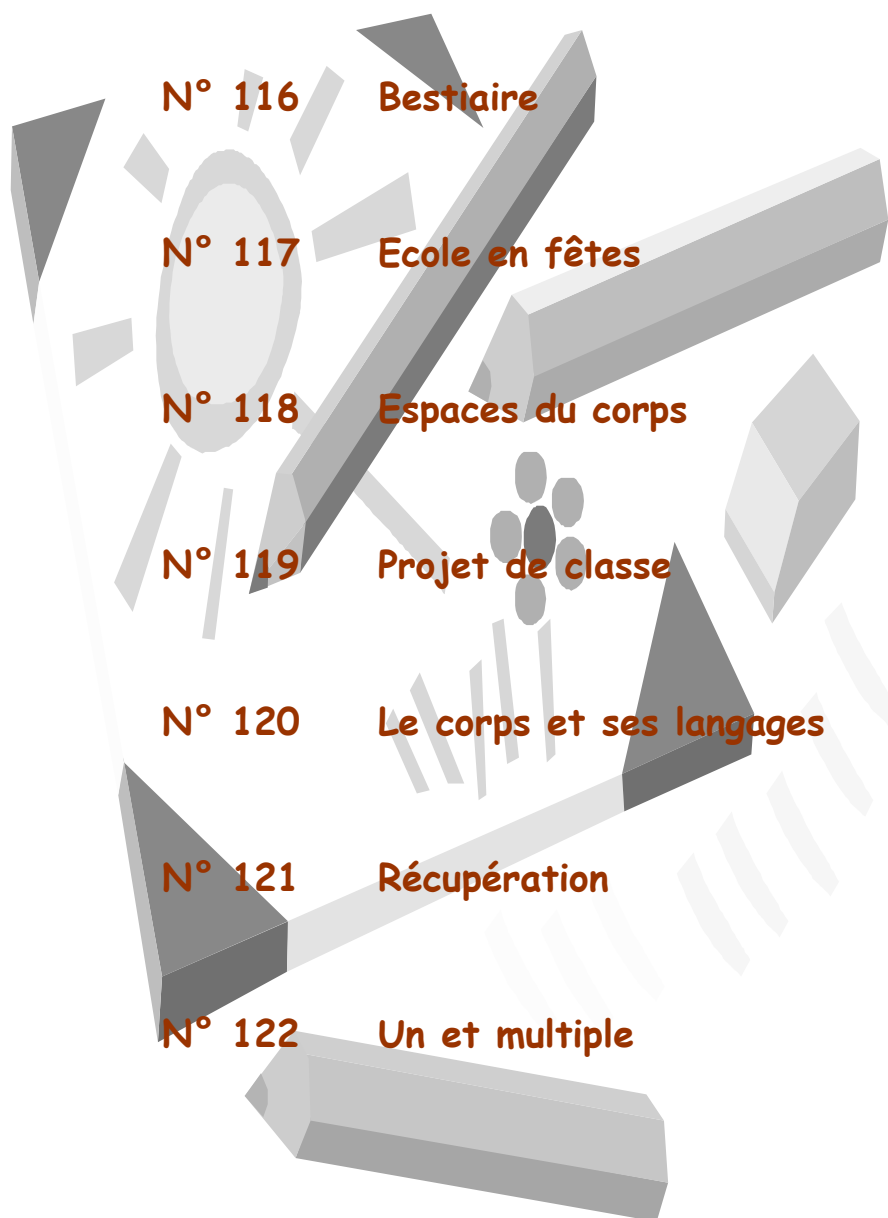 N° 116 Bestiaire
N° 117 Ecole en fêtes
N° 118 Espaces du corps
N° 119 Projet de classe
N° 120 Le corps et ses langages
N° 121 Récupération
N° 122 Un et multiple